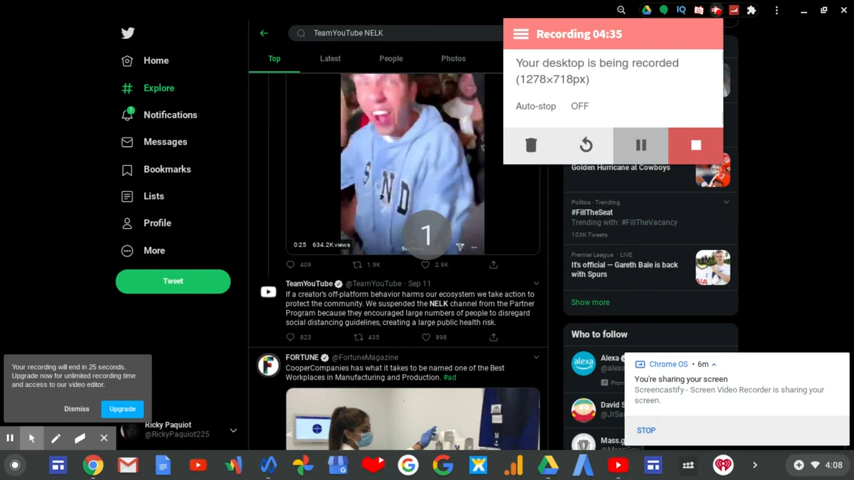 TeamYouTube NELK
Top
Latest
People
Photos
Home
Explore
Notifications
Messages
Bookmarks
Lists
Profile
More
Tweet
Recording 04:35
Your desktop is being recorded
(1278×718px)
Auto-stop OFF
0:25 634.2K views
1
409 1.9K 2.9K
TeamYouTube @TeamYouTube · Sep 11
If a creator's off-platform behavior harms our ecosystem we take action to
protect the community. We suspended the NELK channel from the Partner
Program because they encouraged large numbers of people to disregard
social distancing guidelines, creating a large public health risk.
823 435 898
FORTUNE @FortuneMagazine
CooperCompanies has what it takes to be named one of the Best
Workplaces in Manufacturing and Production. #ad
Golden Hurricane at Cowboys
Politics · Trending
#FillTheSeat
Trending with: #FillTheVacancy
103K Tweets
Premier League · LIVE
It's official — Gareth Bale is back
with Spurs
Show more
Who to follow
Alexa
@alexa
David S
@JrSa
Mass.g
Chrome OS • 6m
You're sharing your screen
Screencastify - Screen Video Recorder is sharing your
screen.
STOP
Your recording will end in 25 seconds.
Upgrade now for unlimited recording time
and access to our video editor.
Dismiss
Upgrade
Ricky Paquiot
@RickyPaquiot225
4:08